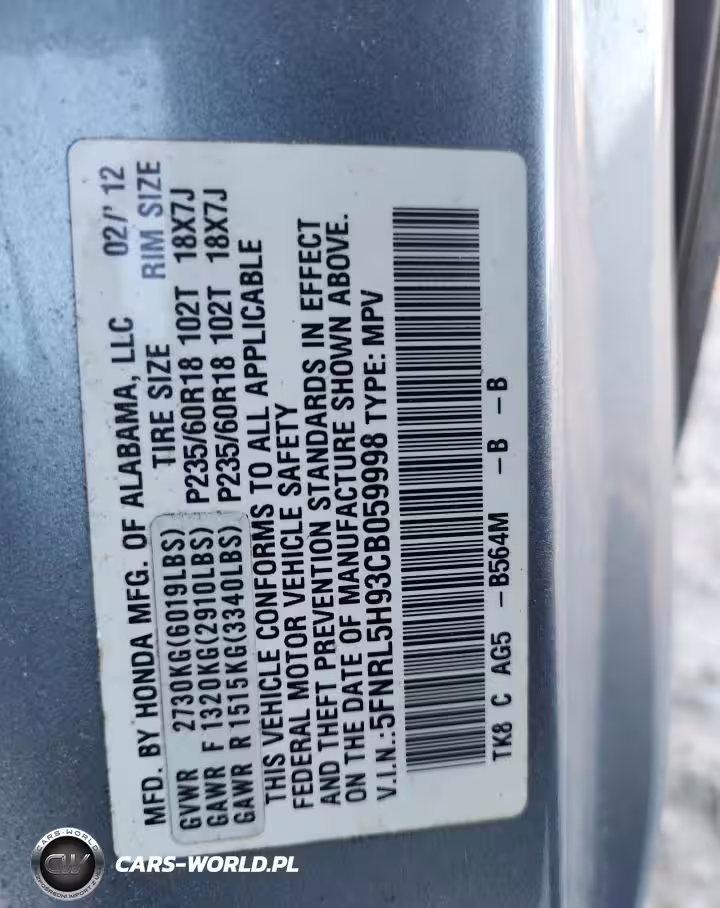 MFD. BY HONDA MFG. OF ALABAMA, LLC 02/'12
TIRE SIZE RIM SIZE
GVWR 2730KG(6019LBS)
GAWR F 1320KG(2910LBS) P235/60R18 102T 18X7J
GAWR R 1515KG(3340LBS) P235/60R18 102T 18X7J
THIS VEHICLE CONFORMS TO ALL APPLICABLE
FEDERAL MOTOR VEHICLE SAFETY
AND THEFT PREVENTION STANDARDS IN EFFECT
ON THE DATE OF MANUFACTURE SHOWN ABOVE.
V.I.N.:5FNRL5H93CB059998 TYPE: MPV
TK8 C AG5 -B564M -B -B
CARS-WORLD
CW
CARS-WORLD.PL